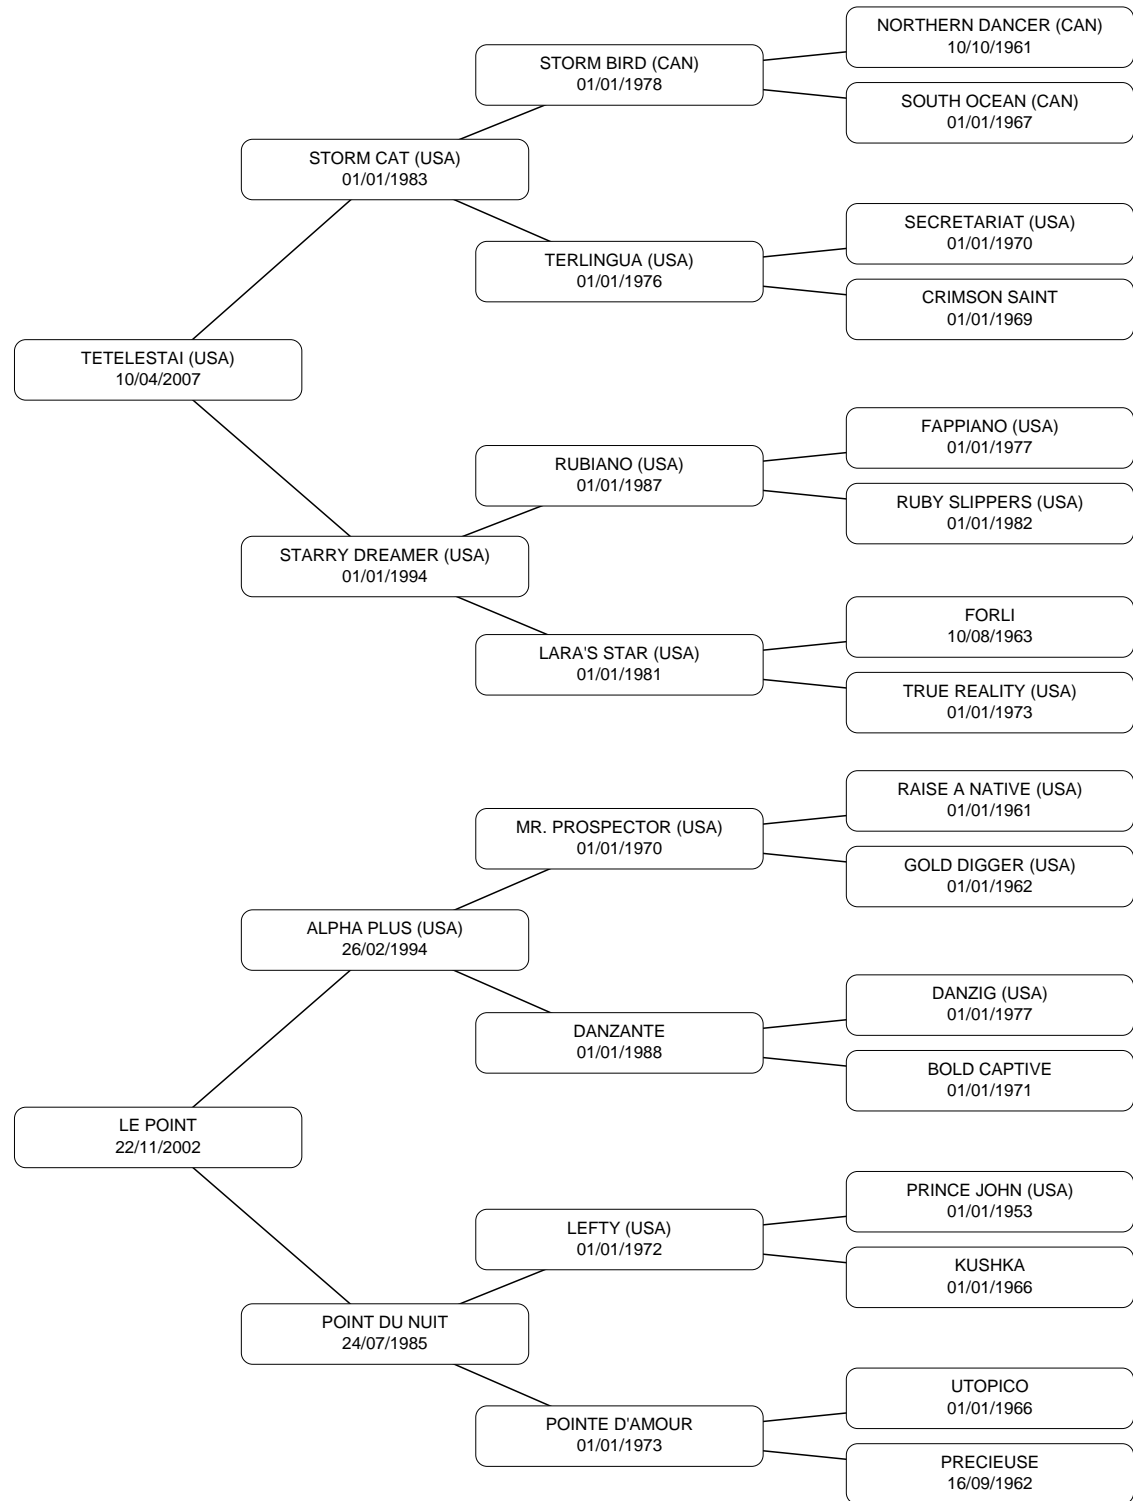 NORTHERN DANCER (CAN)
10/10/1961
STORM BIRD (CAN)
01/01/1978
SOUTH OCEAN (CAN)
01/01/1967
STORM CAT (USA)
01/01/1983
SECRETARIAT (USA)
01/01/1970
TERLINGUA (USA)
01/01/1976
CRIMSON SAINT
01/01/1969
TETELESTAI (USA)
10/04/2007
FAPPIANO (USA)
01/01/1977
RUBIANO (USA)
01/01/1987
RUBY SLIPPERS (USA)
01/01/1982
STARRY DREAMER (USA)
01/01/1994
FORLI
10/08/1963
LARA'S STAR (USA)
01/01/1981
TRUE REALITY (USA)
01/01/1973
RAISE A NATIVE (USA)
01/01/1961
MR. PROSPECTOR (USA)
01/01/1970
GOLD DIGGER (USA)
01/01/1962
ALPHA PLUS (USA)
26/02/1994
DANZIG (USA)
01/01/1977
DANZANTE
01/01/1988
BOLD CAPTIVE
01/01/1971
LE POINT
22/11/2002
PRINCE JOHN (USA)
01/01/1953
LEFTY (USA)
01/01/1972
KUSHKA
01/01/1966
POINT DU NUIT
24/07/1985
UTOPICO
01/01/1966
POINTE D'AMOUR
01/01/1973
PRECIEUSE
16/09/1962